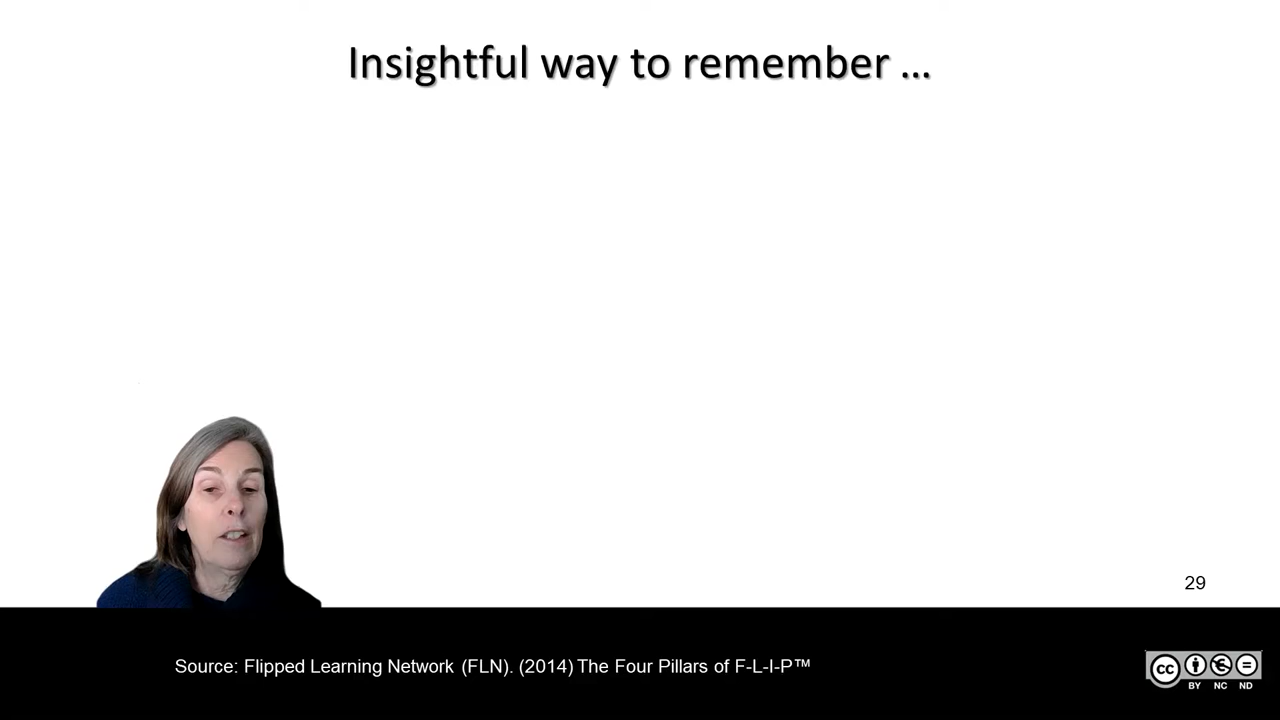 Insightful way to remember …
29
Source: Flipped Learning Network (FLN). (2014) The Four Pillars of F-L-I-P™
cc
BY NC ND